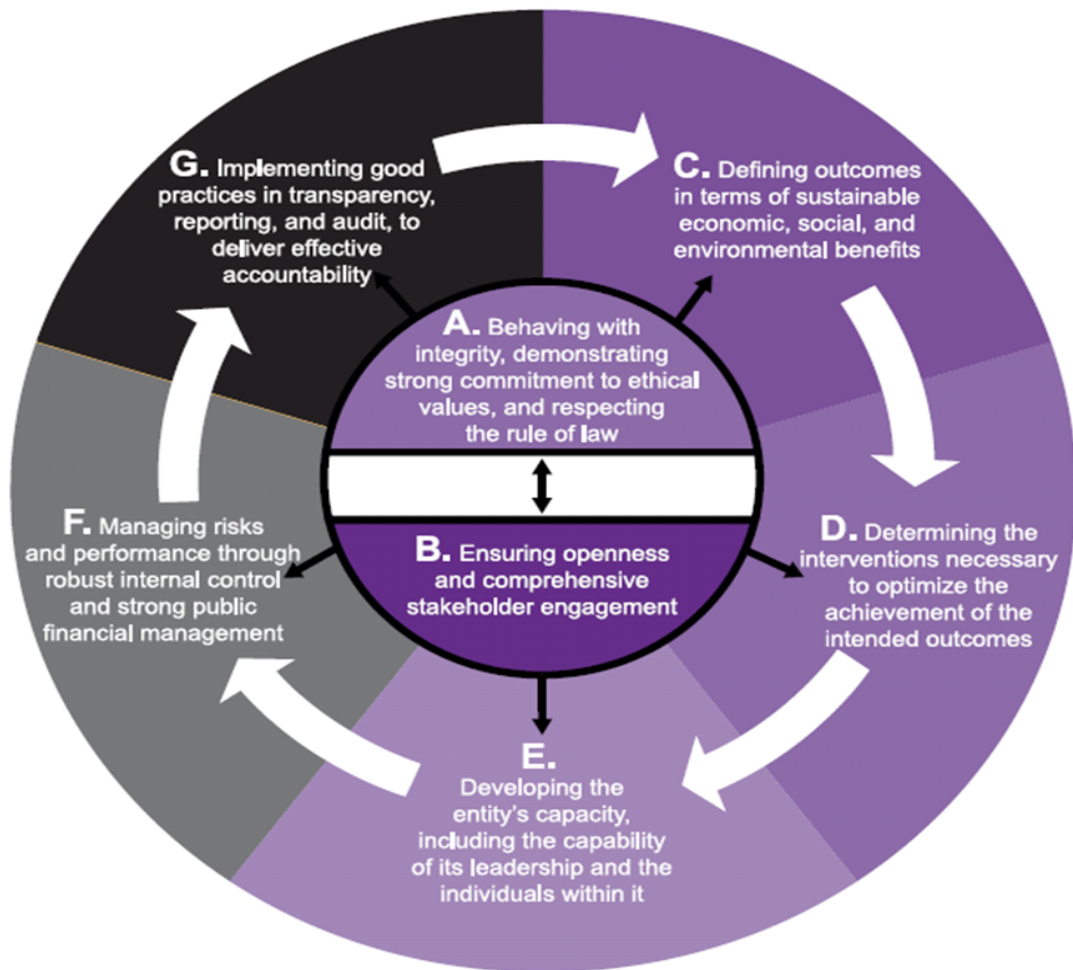 A. Behaving with
integrity, demonstrating
strong commitment to ethical
values, and respecting
the rule of law
B. Ensuring openness
and comprehensive
stakeholder engagement
C. Defining outcomes
in terms of sustainable
economic, social, and
environmental benefits
D. Determining the
interventions necessary
to optimize the
achievement of the
intended outcomes
E.
Developing the
entity’s capacity,
including the capability
of its leadership and the
individuals within it
F. Managing risks
and performance through
robust internal control
and strong public
financial management
G. Implementing good
practices in transparency,
reporting, and audit, to
deliver effective
accountability